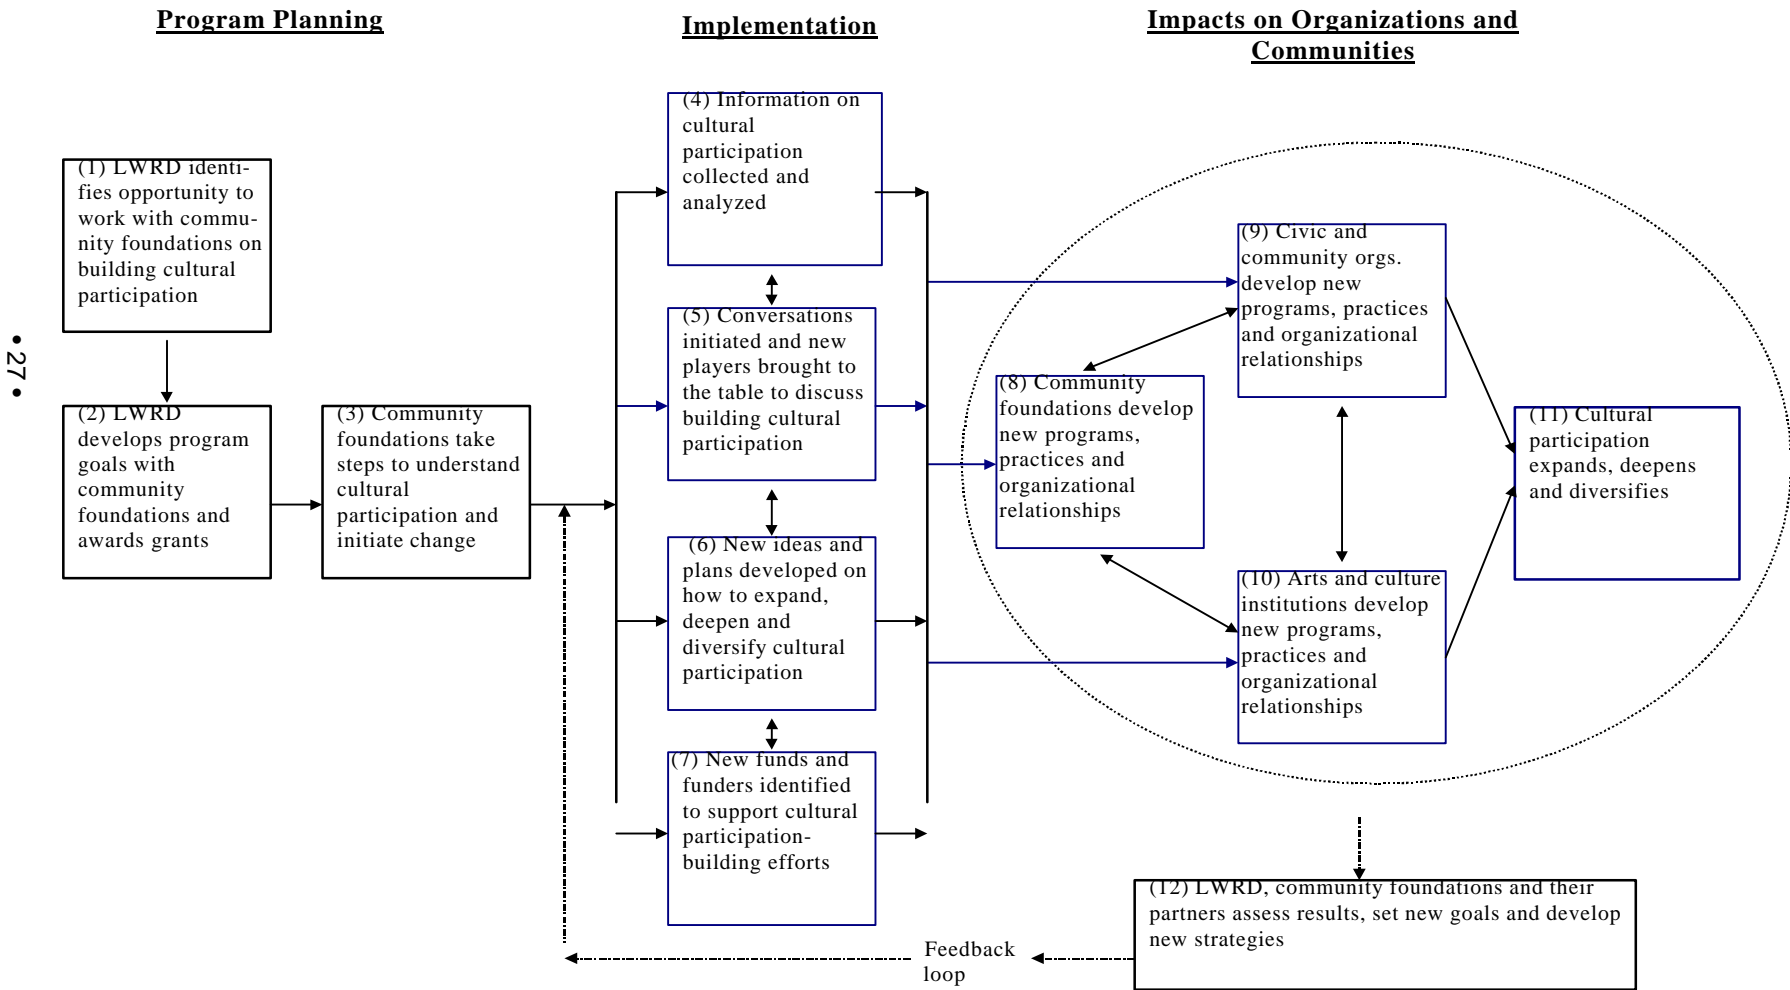 Program Planning
Implementation
Impacts on Organizations and
Communities
(1) LWRD identi-
fies opportunity to
work with commu-
nity foundations on
building cultural
participation
(2) LWRD
develops program
goals with
community
foundations and
awards grants
(3) Community
foundations take
steps to understand
cultural
participation and
initiate change
(4) Information on
cultural
participation
collected and
analyzed
(5) Conversations
initiated and new
players brought to
the table to discuss
building cultural
participation
(6) New ideas and
plans developed on
how to expand,
deepen and
diversify cultural
participation
(7) New funds and
funders identified
to support cultural
participation-
building efforts
(8) Community
foundations develop
new programs,
practices and
organizational
relationships
(9) Civic and
community orgs.
develop new
programs, practices
and organizational
relationships
(10) Arts and culture
institutions develop
new programs,
practices and
organizational
relationships
(11) Cultural
participation
expands, deepens
and diversifies
(12) LWRD, community foundations and their
partners assess results, set new goals and develop
new strategies
Feedback
loop
• 27 •